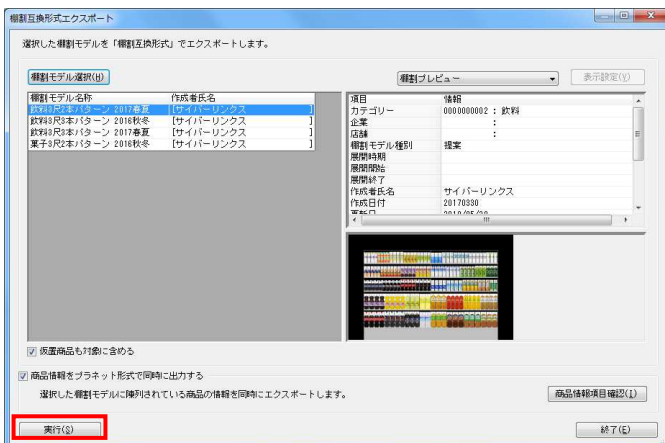 棚割互換形式エクスポート
選択した棚割モデルを「棚割互換形式」でエクスポートします。
棚割モデル選択(H)
棚割プレビュー
表示設定(V)
棚割モデル名称 作成者氏名
飲料3尺2本パターン 2017春夏 [サイバーリンクス ]
飲料3尺3本パターン 2016秋冬 [サイバーリンクス ]
飲料3尺3本パターン 2017春夏 [サイバーリンクス ]
菓子3尺2本パターン 2016秋冬 [サイバーリンクス ]
項目 情報
カテゴリー 0000000002 : 飲料
企業 :
店舗 :
棚割モデル種別 提案
展開時期
展開開始
展開終了
作成者氏名 サイバーリンクス
作成日付 20170330
仮置商品も対象に含める
商品情報をプラネット形式で同時に出力する
選択した棚割モデルに陳列されている商品の情報を同時にエクスポートします。
商品情報項目確認(I)
実行(S)
終了(E)